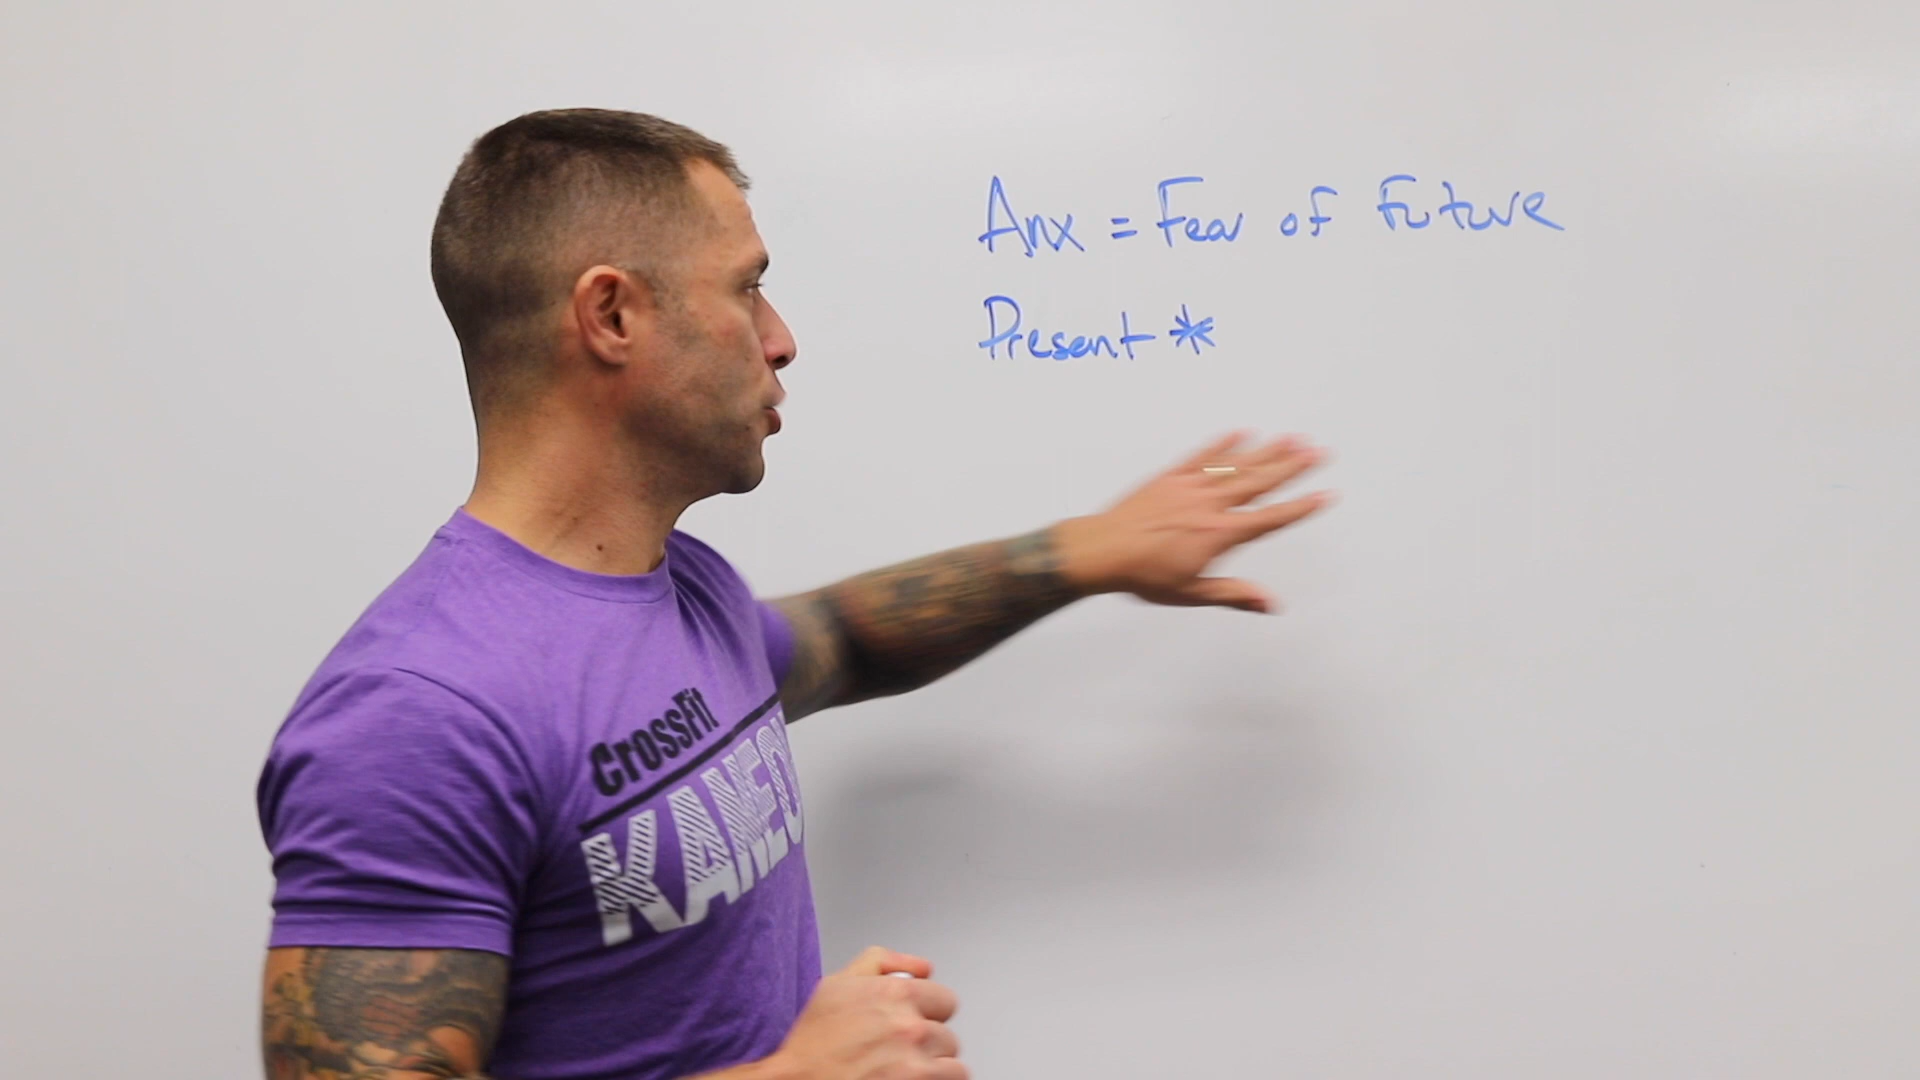 Anx = Fear of Future
Present *
CrossFit
KANEO